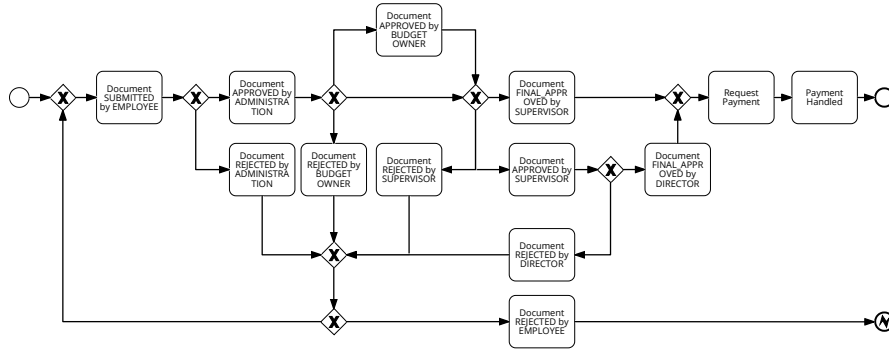 Document
APPROVED by
BUDGET
OWNER
Document
SUBMITTED
by EMPLOYEE
Document
APPROVED by
ADMINISTRA
TION
Document
FINAL_APPR
OVED by
SUPERVISOR
Request
Payment
Payment
Handled
Document
REJECTED by
ADMINISTRA
TION
Document
REJECTED by
BUDGET
OWNER
Document
REJECTED by
SUPERVISOR
Document
APPROVED by
SUPERVISOR
Document
FINAL_APPR
OVED by
DIRECTOR
Document
REJECTED by
DIRECTOR
Document
REJECTED by
EMPLOYEE